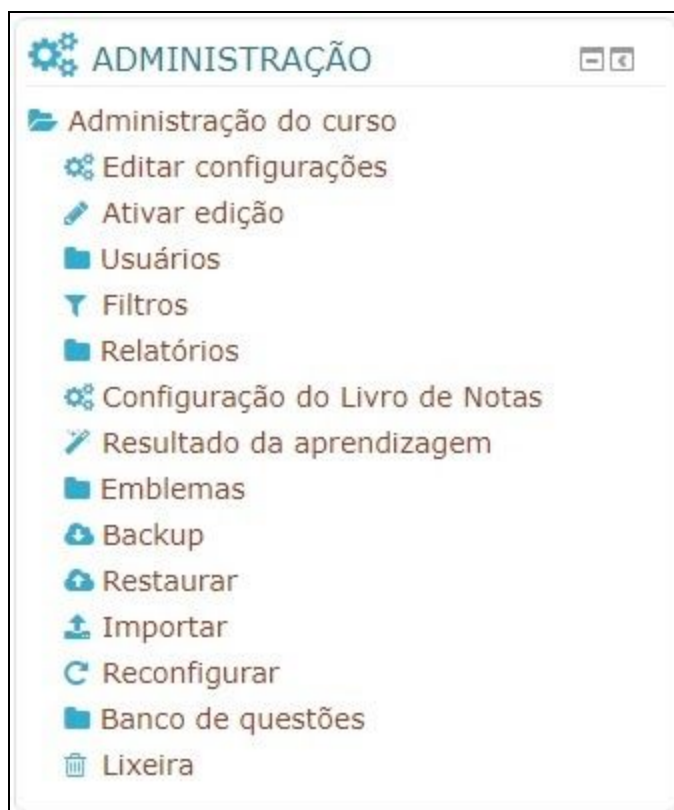 ADMINISTRAÇÃO
Administração do curso
Editar configurações
Ativar edição
Usuários
Filtros
Relatórios
Configuração do Livro de Notas
Resultado da aprendizagem
Emblemas
Backup
Restaurar
Importar
Reconfigurar
Banco de questões
Lixeira